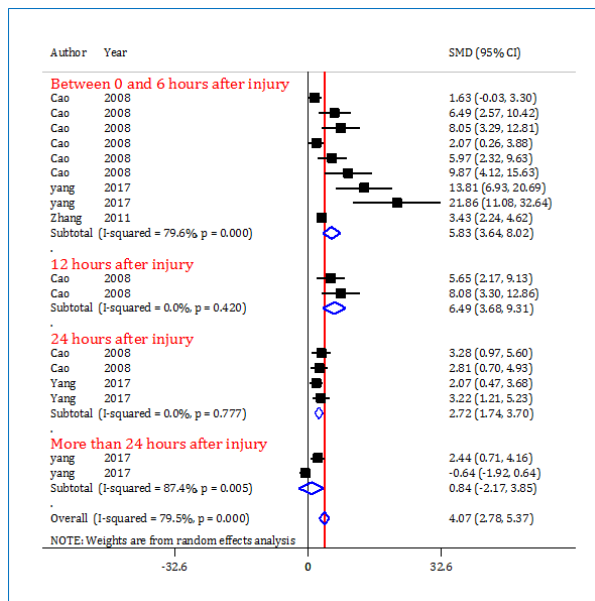 Author Year SMD (95% CI)
Between 0 and 6 hours after injury
Cao 2008 1.63 (-0.03, 3.30)
Cao 2008 6.49 (2.57, 10.42)
Cao 2008 8.05 (3.29, 12.81)
Cao 2008 2.07 (0.26, 3.88)
Cao 2008 5.97 (2.32, 9.63)
Cao 2008 9.87 (4.12, 15.63)
yang 2017 13.81 (6.93, 20.69)
yang 2017 21.86 (11.08, 32.64)
Zhang 2011 3.43 (2.24, 4.62)
Subtotal (I-squared = 79.6%, p = 0.000) 5.83 (3.64, 8.02)
.
12 hours after injury
Cao 2008 5.65 (2.17, 9.13)
Cao 2008 8.08 (3.30, 12.86)
Subtotal (I-squared = 0.0%, p = 0.420) 6.49 (3.68, 9.31)
.
24 hours after injury
Cao 2008 3.28 (0.97, 5.60)
Cao 2008 2.81 (0.70, 4.93)
Yang 2017 2.07 (0.47, 3.68)
Yang 2017 3.22 (1.21, 5.23)
Subtotal (I-squared = 0.0%, p = 0.777) 2.72 (1.74, 3.70)
.
More than 24 hours after injury
yang 2017 2.44 (0.71, 4.16)
yang 2017 -0.64 (-1.92, 0.64)
Subtotal (I-squared = 87.4%, p = 0.005) 0.84 (-2.17, 3.85)
.
Overall (I-squared = 79.5%, p = 0.000) 4.07 (2.78, 5.37)
NOTE: Weights are from random effects analysis
-32.6 0 32.6